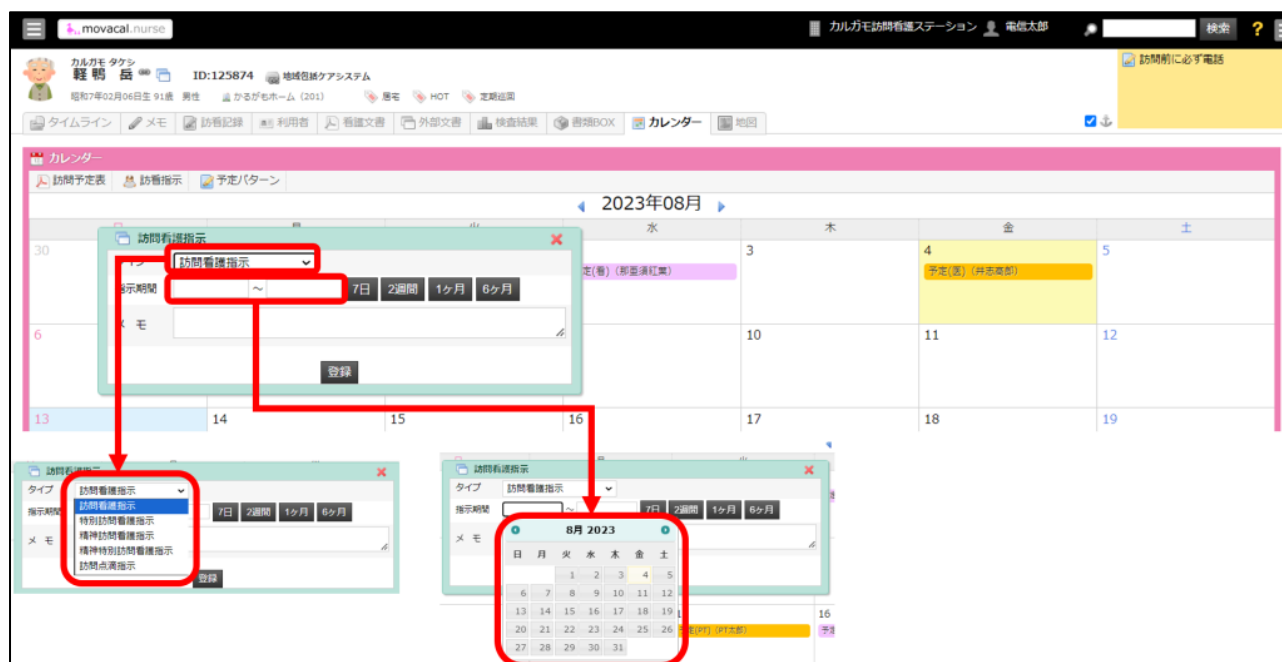 movacal.nurse
カルガモ訪問看護ステーション 電信太郎 検索 ?
カルガモ タケシ
軽鴨 岳 ID:125874 地域包括ケアシステム
昭和7年02月06日生 91歳 男性 かるがもホーム (201) 居宅 HOT 定期巡回
訪問前に必ず電話
タイムライン メモ 訪看記録 利用者 看護文書 外部文書 検査結果 書類BOX カレンダー 地図
カレンダー
訪問予定表 訪看指示 予定パターン
2023年08月
水 木 金 土
30 3 4 5
定(看) (那亜須紅葉) 予定(医) (井志高郎)
訪問看護指示
訪問看護指示
指示期間 ～ 7日 2週間 1ヶ月 6ヶ月
メ モ
登録
6 10 11 12
13 14 15 16 17 18 19
訪問看護指示
タイプ 訪問看護指示
訪問看護指示
特別訪問看護指示
精神訪問看護指示
精神特別訪問看護指示
訪問点滴指示
指示期間 7日 2週間 1ヶ月 6ヶ月
メ モ
登録
訪問看護指示
タイプ 訪問看護指示
指示期間 ～ 7日 2週間 1ヶ月 6ヶ月
メ モ
8月 2023
日 月 火 水 木 金 土
1 2 3 4 5
6 7 8 9 10 11 12
13 14 15 16 17 18 19
20 21 22 23 24 25 26
27 28 29 30 31
定(PT) (PT太郎)
16